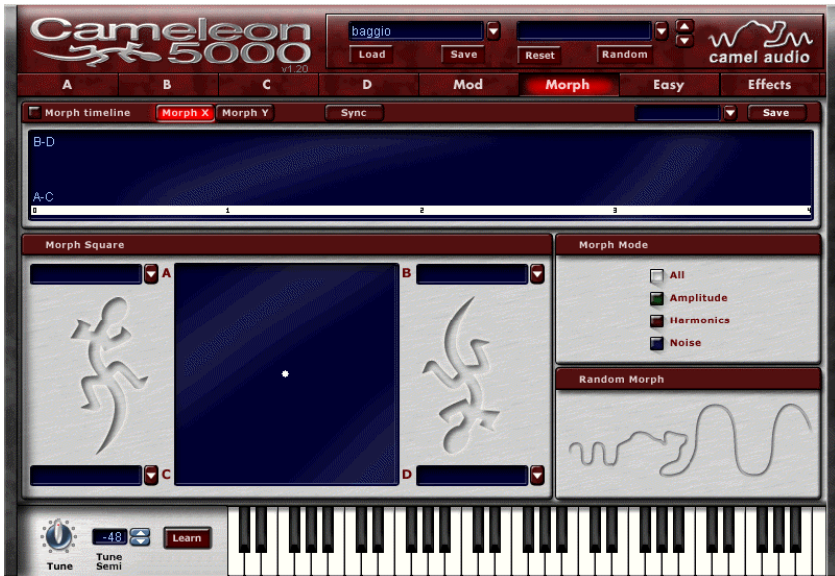 Cameleon
5000
v1.20
baggio
Load Save Reset Random
camel audio
A B C D Mod Morph Easy Effects
Morph timeline Morph X Morph Y Sync Save
B-D
A-C
0 1 2 3 4
Morph Square
A B
C D
Morph Mode
All
Amplitude
Harmonics
Noise
Random Morph
Tune
-48
Tune
Semi
Learn